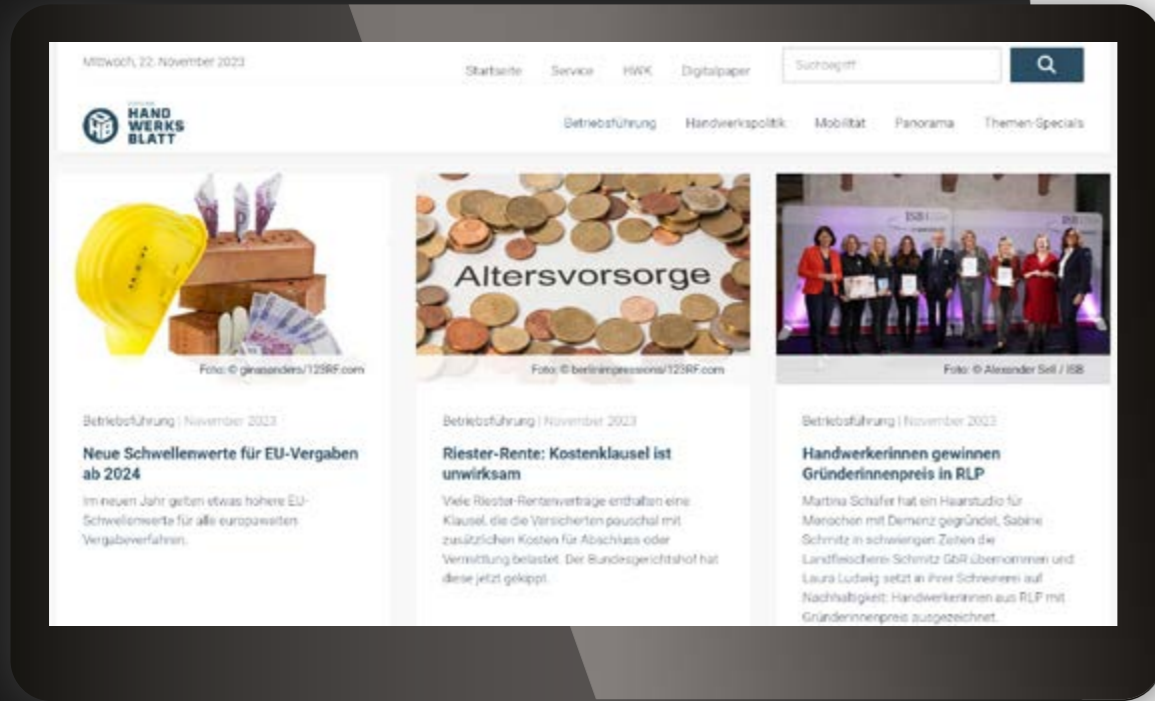 Mittwoch, 22. November 2023
Startseite Service HWK Digitalpaper Suchbegriff
HAND
WERKS
BLATT
Betriebsführung Handwerkspolitik Mobilität Panorama Themen-Specials
Altersvorsorge
ISB
Foto: © ginasanders/123RF.com
Foto: © berlinimpressions/123RF.com
Foto: © Alexander Sell / ISB
Betriebsführung | November 2023
Neue Schwellenwerte für EU-Vergaben
ab 2024
Im neuen Jahr gelten etwas höhere EU-
Schwellenwerte für alle europaweiten
Vergabeverfahren.
Betriebsführung | November 2023
Riester-Rente: Kostenklausel ist
unwirksam
Viele Riester-Rentenverträge enthalten eine
Klausel, die die Versicherten pauschal mit
zusätzlichen Kosten für Abschluss oder
Vermittlung belastet. Der Bundesgerichtshof hat
diese jetzt gekippt.
Betriebsführung | November 2023
Handwerkerinnen gewinnen
Gründerinnenpreis in RLP
Martina Schäfer hat ein Haarstudio für
Menschen mit Demenz gegründet, Sabine
Schmitz in schwierigen Zeiten die
Landfleischerei Schmitz GbR übernommen und
Laura Ludwig setzt in ihrer Schreinerei auf
Nachhaltigkeit: Handwerkerinnen aus RLP mit
Gründerinnenpreis ausgezeichnet.